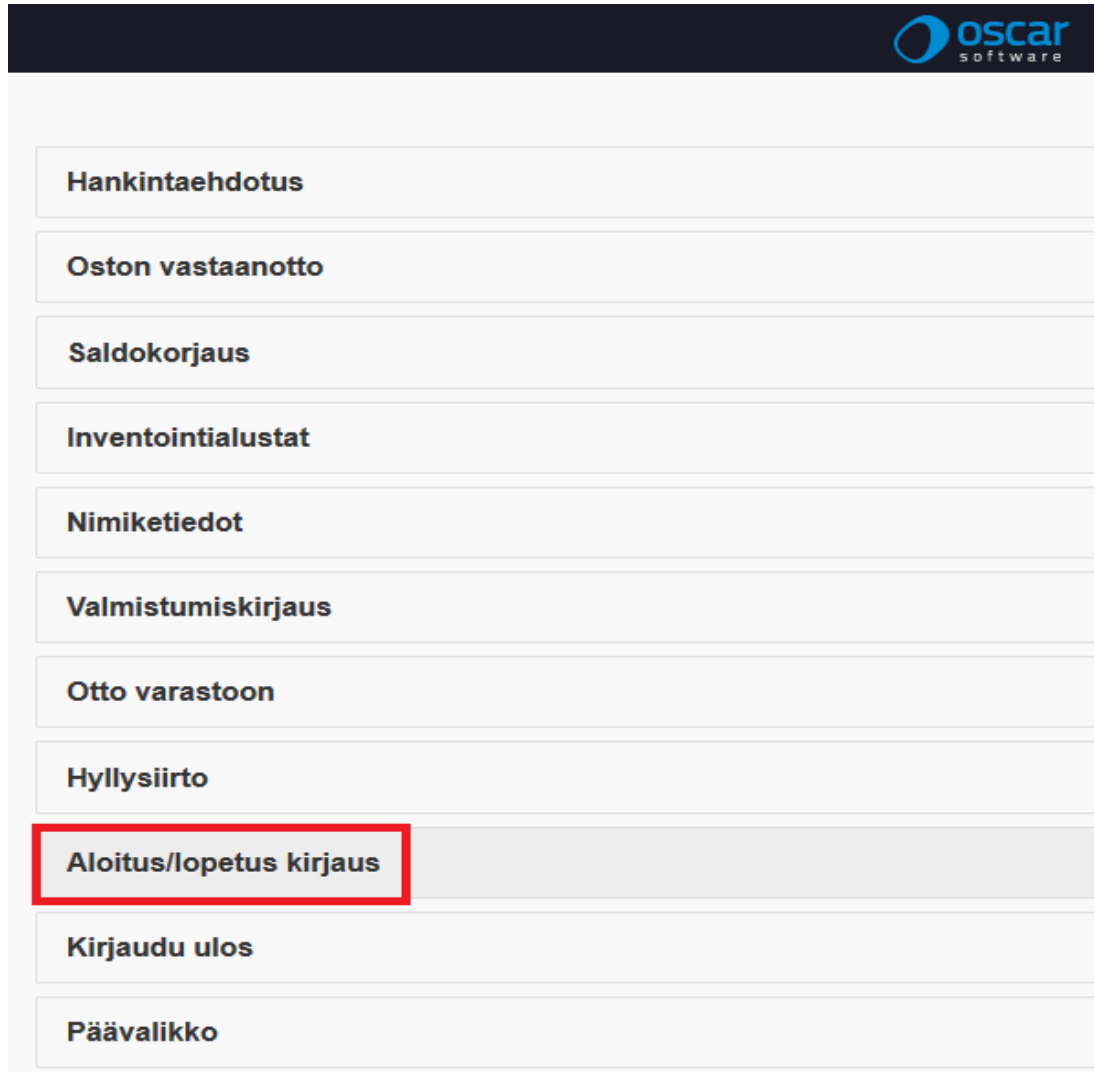 oscar
software
Hankintaehdotus
Oston vastaanotto
Saldokorjaus
Inventointialustat
Nimiketiedot
Valmistumiskirjaus
Otto varastoon
Hyllysiirto
Aloitus/lopetus kirjaus
Kirjaudu ulos
Päävalikko